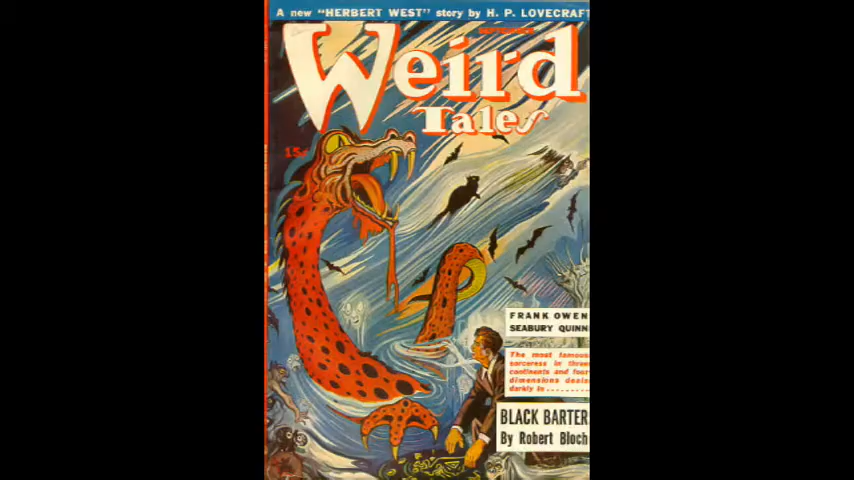 A new "HERBERT WEST" story by H. P. LOVECRAFT
SEPTEMBER
Weird
Tales
15¢
FRANK OWEN
SEABURY QUINN
The most famous
sorceress in three
continents and four
dimensions deals
darkly in........
BLACK BARTER
By Robert Bloch